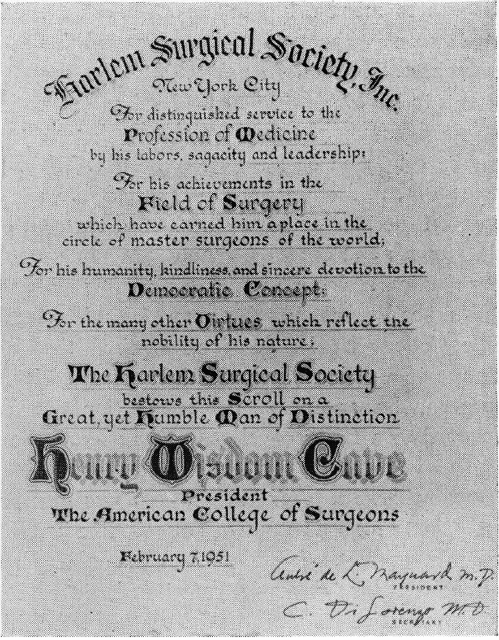 Harlem Surgical Society, Inc.
New York City
For distinguished service to the
Profession of Medicine
by his labors, sagacity and leadership;
For his achievements in the
Field of Surgery
which have earned him a place in the
circle of master surgeons of the world;
For his humanity, kindliness, and sincere devotion to the
Democratic Concept;
For the many other Virtues which reflect the
nobility of his nature;
The Harlem Surgical Society
bestows this Scroll on a
Great, yet Humble Man of Distinction
Henry Wisdom Cave
President
The American College of Surgeons
February 7, 1951
André de L. Maynard M.D.
PRESIDENT
C. Di Lorenzo M.D.
SECRETARY